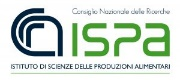 Consiglio Nazionale delle Ricerche
ISPA
ISTITUTO DI SCIENZE DELLE PRODUZIONI ALIMENTARI